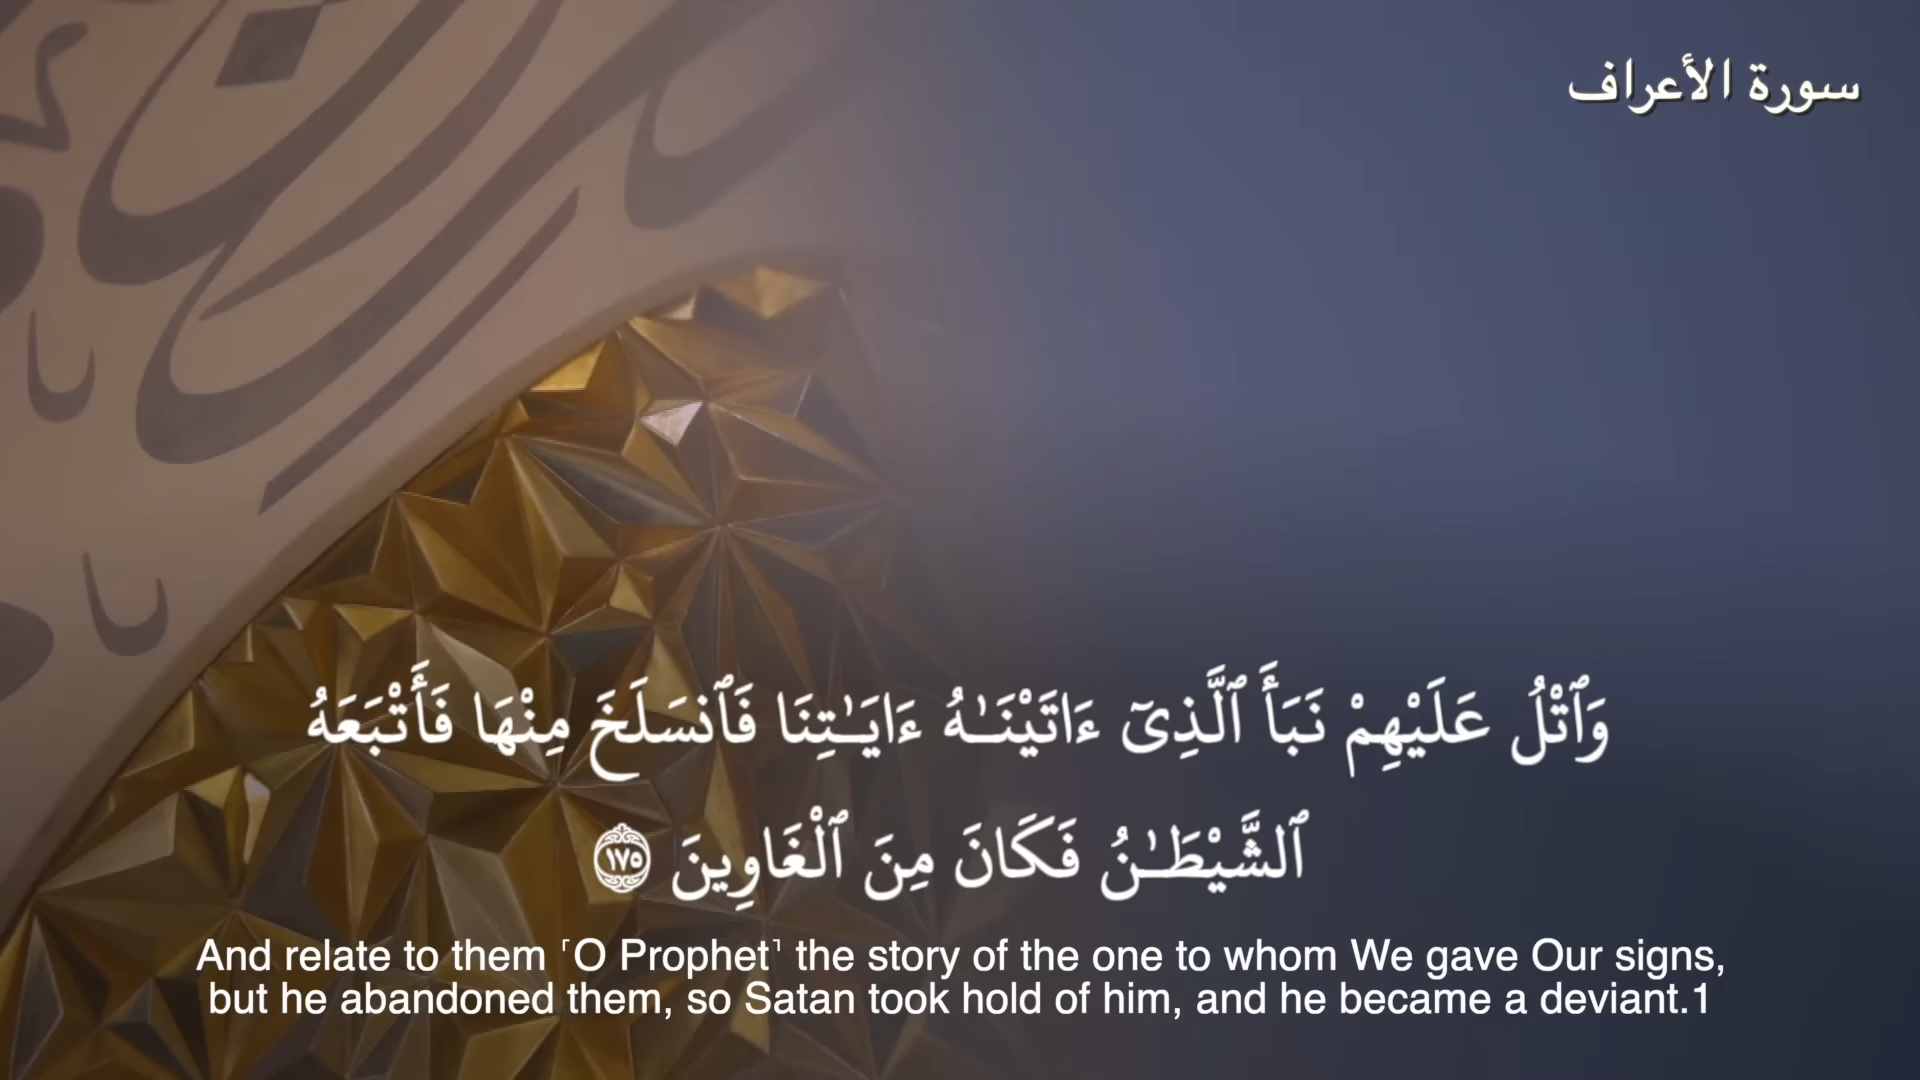 سورة الأعراف
وَٱتْلُ عَلَيْهِمْ نَبَأَ ٱلَّذِىٓ ءَاتَيْنَـٰهُ ءَايَـٰتِنَا فَٱنسَلَخَ مِنْهَا فَأَتْبَعَهُ
ٱلشَّيْطَـٰنُ فَكَانَ مِنَ ٱلْغَاوِينَ ١٧٥
And relate to them ˹O Prophet˺ the story of the one to whom We gave Our signs,
but he abandoned them, so Satan took hold of him, and he became a deviant.1